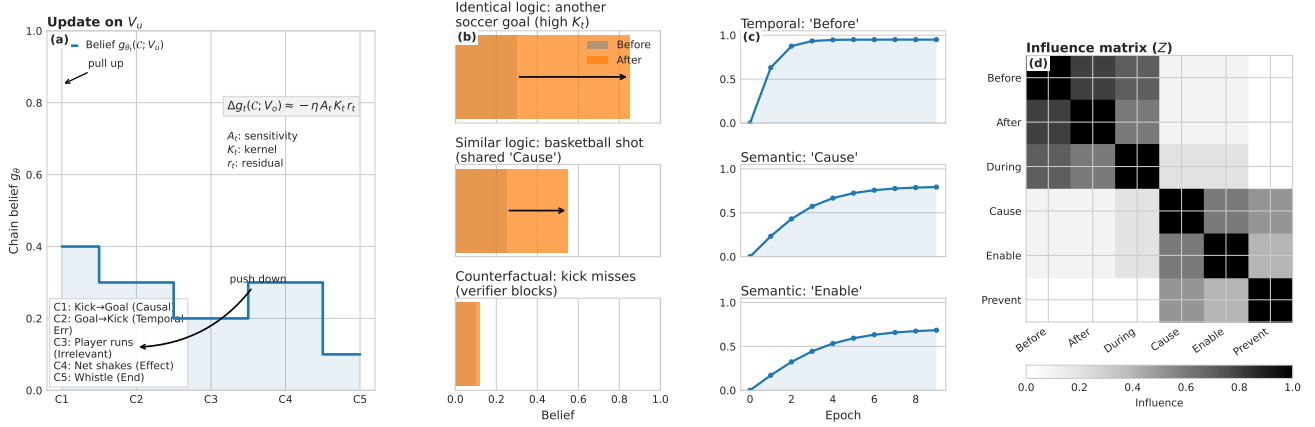 Update on Vᵤ
(a)
Belief g_θₜ(𝒞; Vᵤ)
pull up
Δgₜ(𝒞; Vₒ) ≈ − η Aₜ Kₜ rₜ
Aₜ: sensitivity
Kₜ: kernel
rₜ: residual
push down
C1: Kick→Goal (Causal)
C2: Goal→Kick (Temporal
Err)
C3: Player runs
(Irrelevant)
C4: Net shakes (Effect)
C5: Whistle (End)
Chain belief g_θ
1.0
0.8
0.6
0.4
0.2
0.0
C1 C2 C3 C4 C5
Identical logic: another
soccer goal (high Kₜ)
(b)
Before
After
Similar logic: basketball shot
(shared 'Cause')
Counterfactual: kick misses
(verifier blocks)
0.0 0.2 0.4 0.6 0.8 1.0
Belief
Temporal: 'Before'
(c)
1.0
0.5
0.0
Semantic: 'Cause'
1.0
0.5
0.0
Semantic: 'Enable'
1.0
0.5
0.0
0 2 4 6 8
Epoch
Influence matrix (Z)
(d)
Before
After
During
Cause
Enable
Prevent
Before After During Cause Enable Prevent
0.0 0.2 0.4 0.6 0.8 1.0
Influence